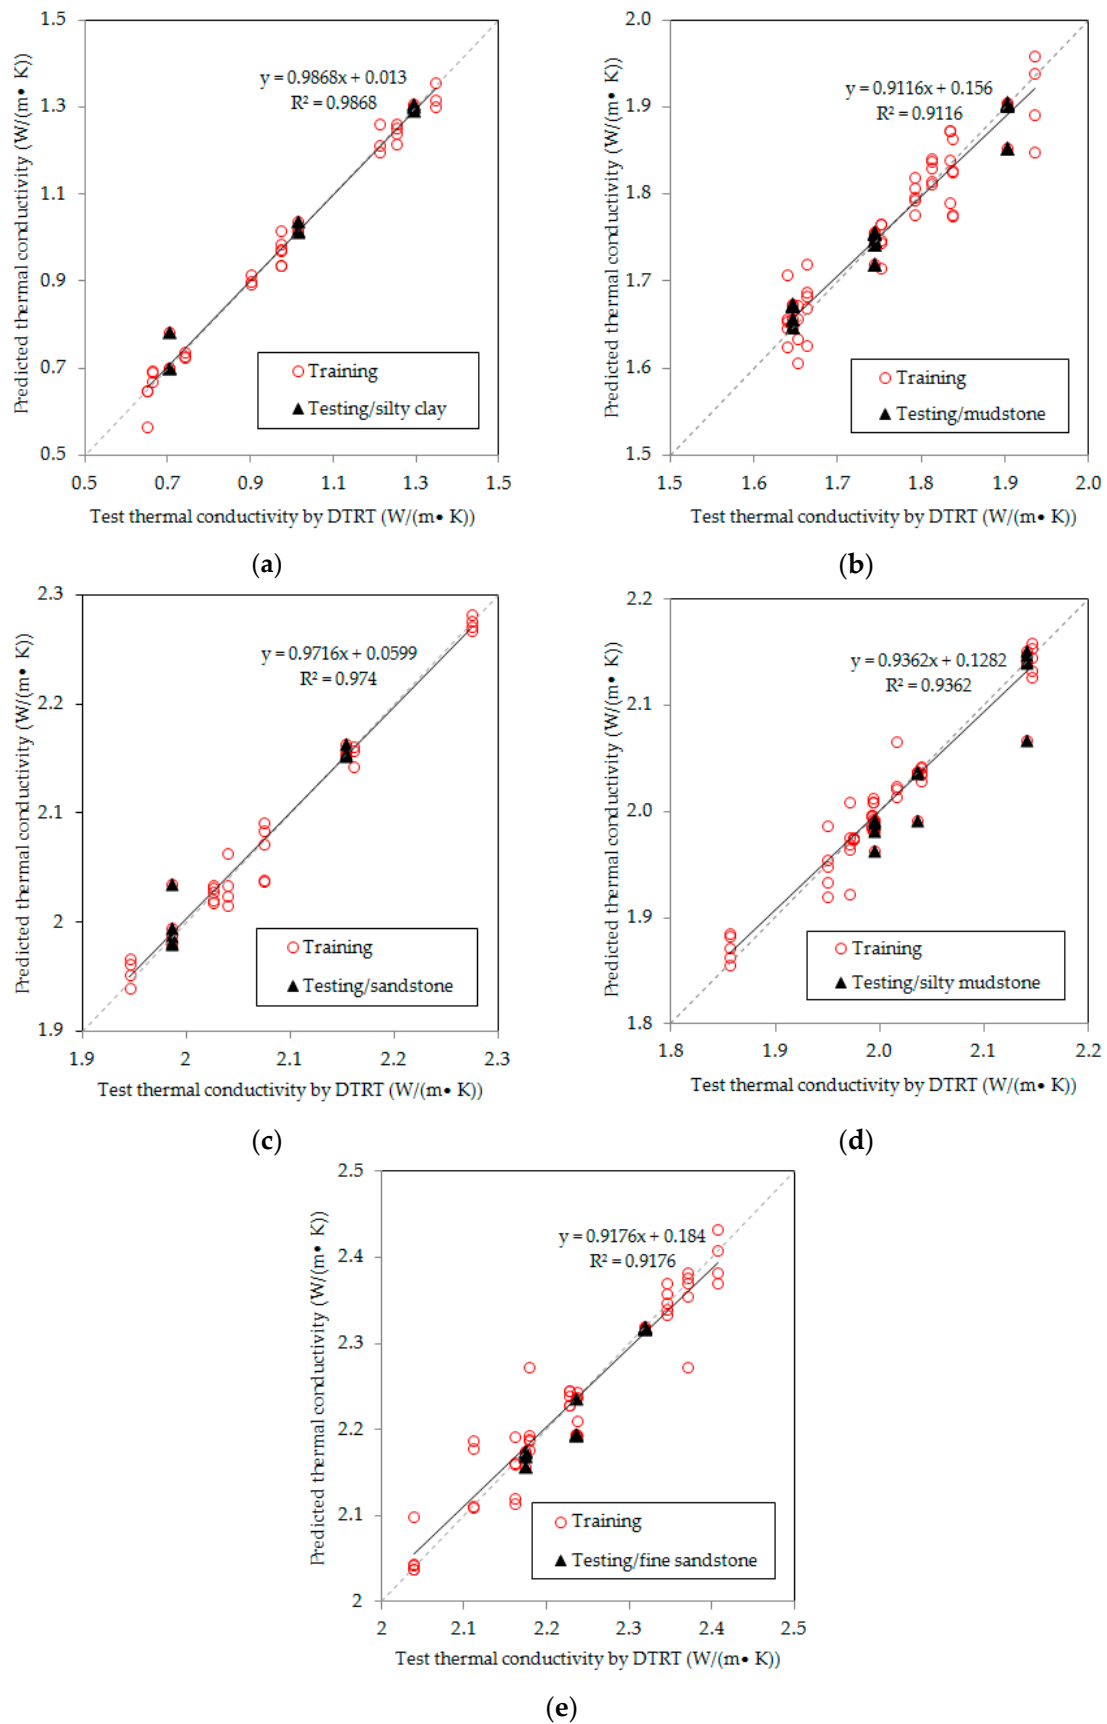 1.5
1.3
1.1
0.9
0.7
0.5
Predicted thermal conductivity (W/(m• K))
y = 0.9868x + 0.013
R² = 0.9868
Training
Testing/silty clay
0.5 0.7 0.9 1.1 1.3 1.5
Test thermal conductivity by DTRT (W/(m• K))
(a)
2.0
1.9
1.8
1.7
1.6
1.5
Predicted thermal conductivity (W/(m• K))
y = 0.9116x + 0.156
R² = 0.9116
Training
Testing/mudstone
1.5 1.6 1.7 1.8 1.9 2.0
Test thermal conductivity by DTRT (W/(m• K))
(b)
2.3
2.2
2.1
2
1.9
Predicted thermal conductivity (W/(m• K))
y = 0.9716x + 0.0599
R² = 0.974
Training
Testing/sandstone
1.9 2 2.1 2.2 2.3
Test thermal conductivity by DTRT (W/(m• K))
(c)
2.2
2.1
2.0
1.9
1.8
Predicted thermal conductivity (W/(m• K))
y = 0.9362x + 0.1282
R² = 0.9362
Training
Testing/silty mudstone
1.8 1.9 2.0 2.1 2.2
Test thermal conductivity by DTRT (W/(m• K))
(d)
2.5
2.4
2.3
2.2
2.1
2
Predicted thermal conductivity (W/(m• K))
y = 0.9176x + 0.184
R² = 0.9176
Training
Testing/fine sandstone
2 2.1 2.2 2.3 2.4 2.5
Test thermal conductivity by DTRT (W/(m• K))
(e)